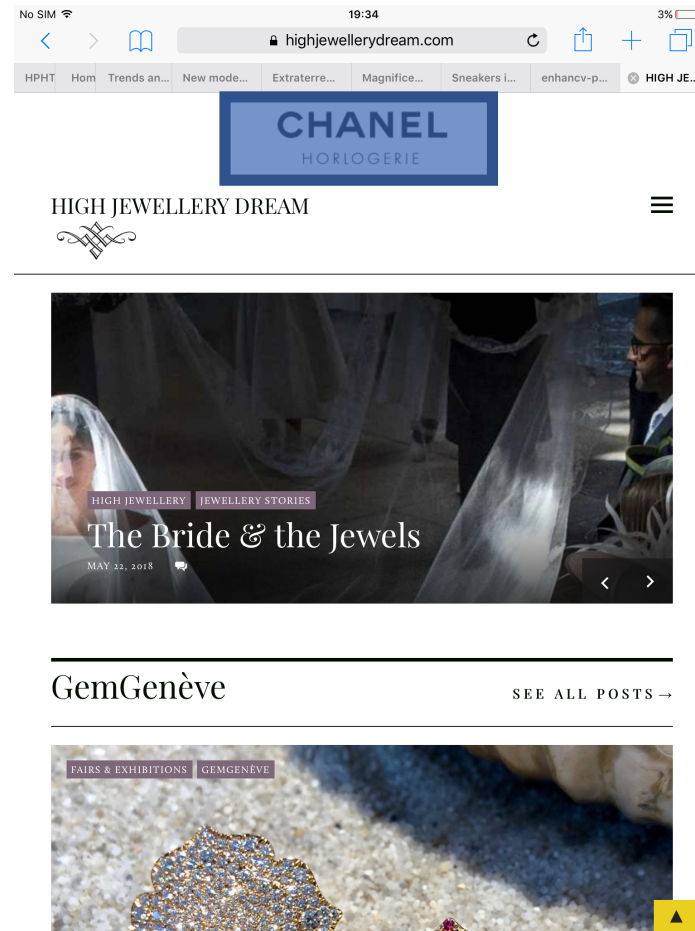 No SIM 19:34 3%
highjewellerydream.com
HPHT Hom Trends an... New mode... Extraterre... Magnifice... Sneakers i... enhancv-p... HIGH JE...
CHANEL
HORLOGERIE
HIGH JEWELLERY DREAM
HIGH JEWELLERY JEWELLERY STORIES
The Bride & the Jewels
MAY 22, 2018
GemGenève
SEE ALL POSTS →
FAIRS & EXHIBITIONS GEMGENÈVE